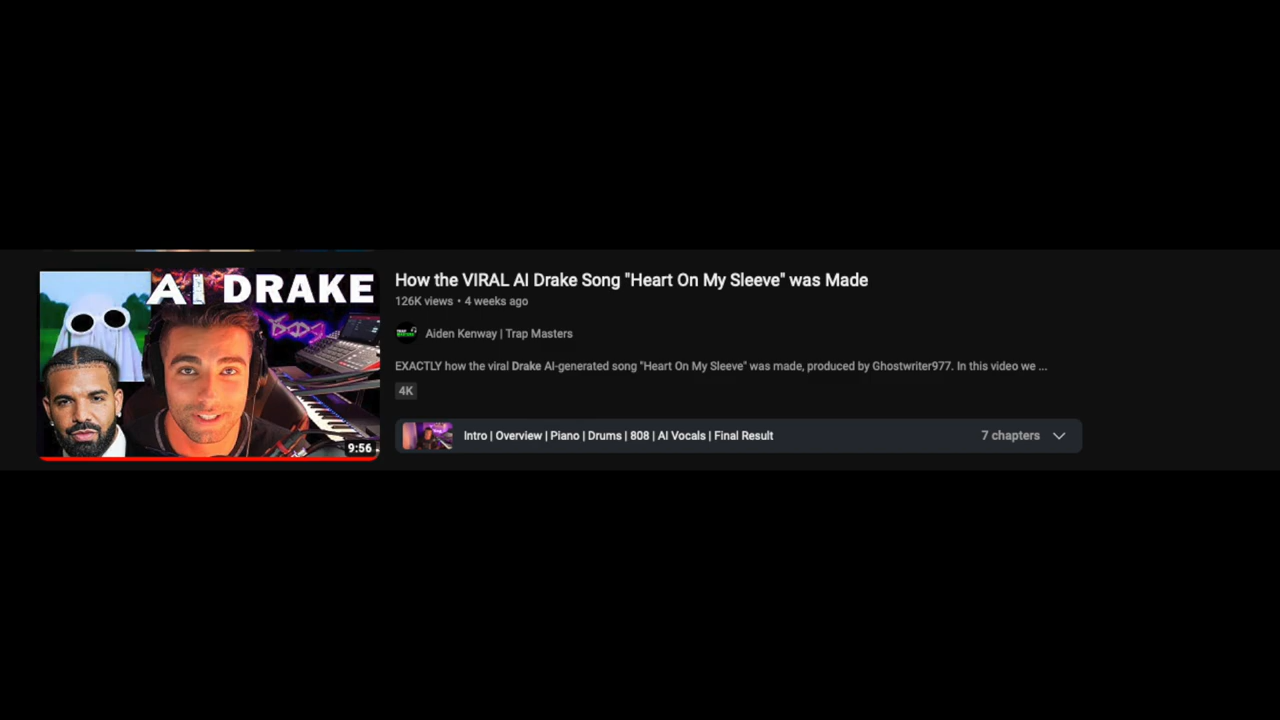 AI DRAKE
9:56
How the VIRAL AI Drake Song "Heart On My Sleeve" was Made
126K views • 4 weeks ago
Aiden Kenway | Trap Masters
EXACTLY how the viral Drake AI-generated song "Heart On My Sleeve" was made, produced by Ghostwriter977. In this video we ...
4K
Intro | Overview | Piano | Drums | 808 | AI Vocals | Final Result
7 chapters